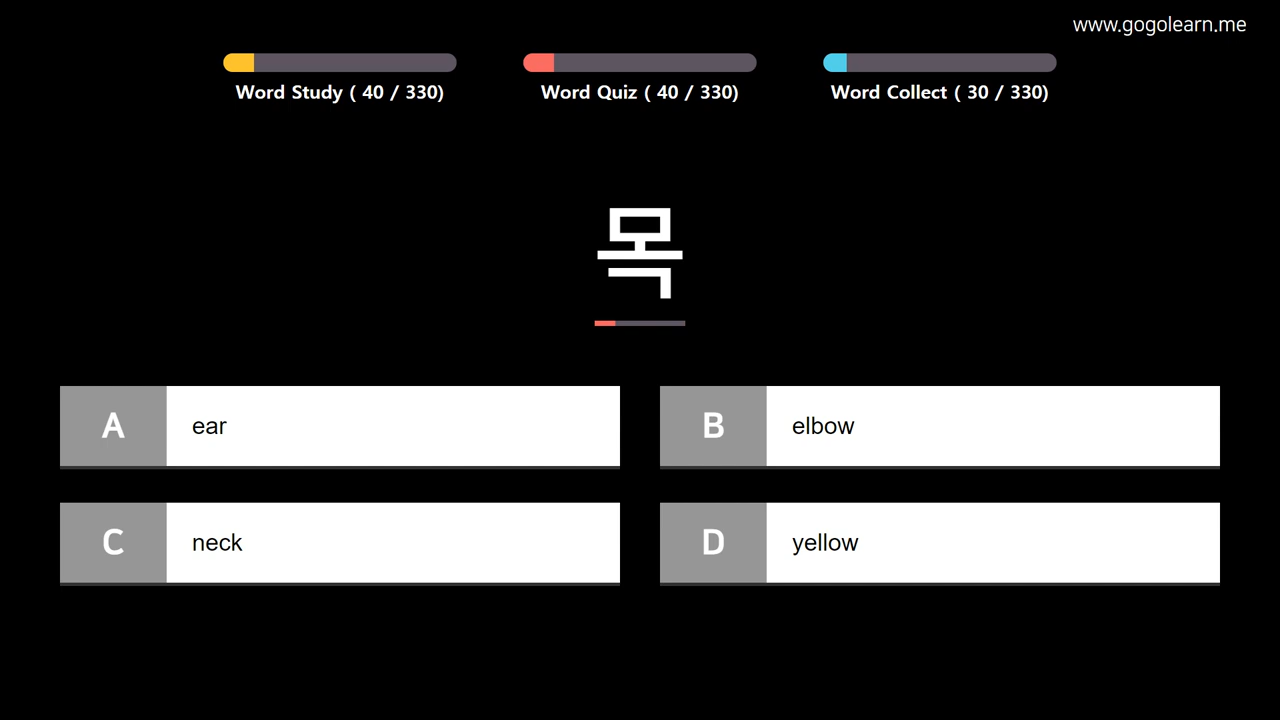 www.gogolearn.me
Word Study ( 40 / 330)
Word Quiz ( 40 / 330)
Word Collect ( 30 / 330)
목
A ear
B elbow
C neck
D yellow